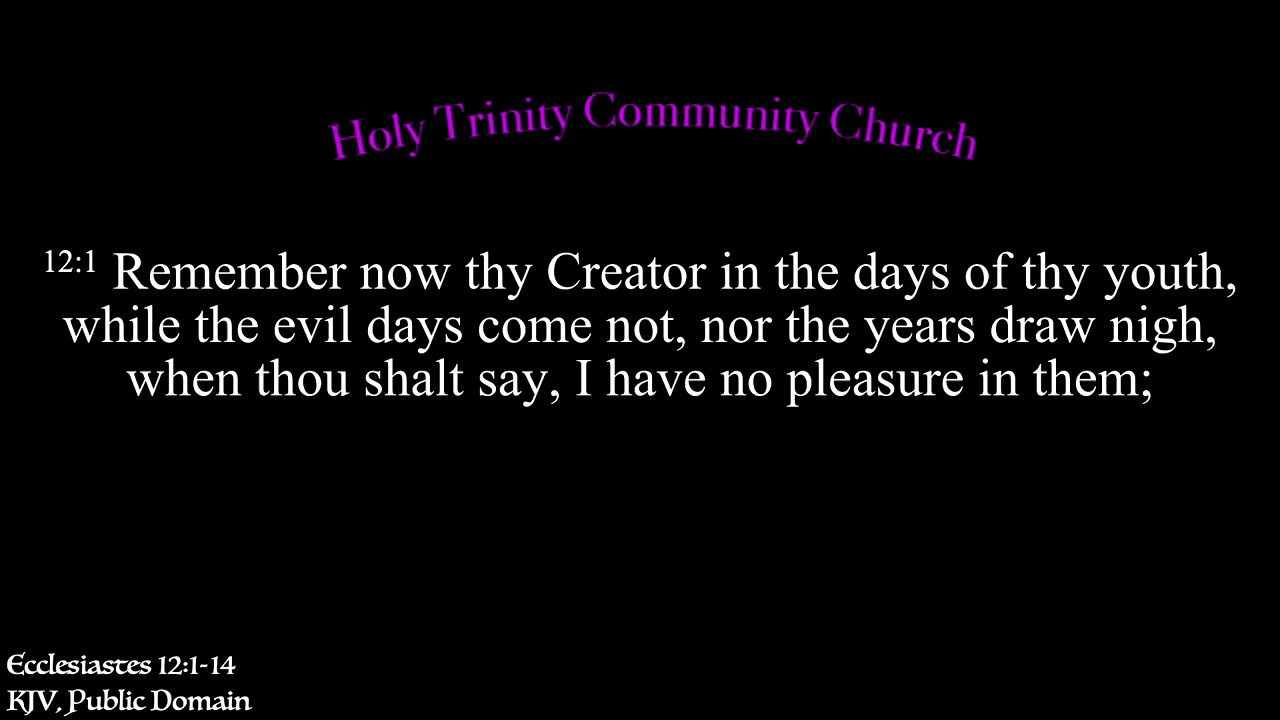 Holy Trinity Community Church
12:1 Remember now thy Creator in the days of thy youth,
while the evil days come not, nor the years draw nigh,
when thou shalt say, I have no pleasure in them;
Ecclesiastes 12:1-14
KJV, Public Domain